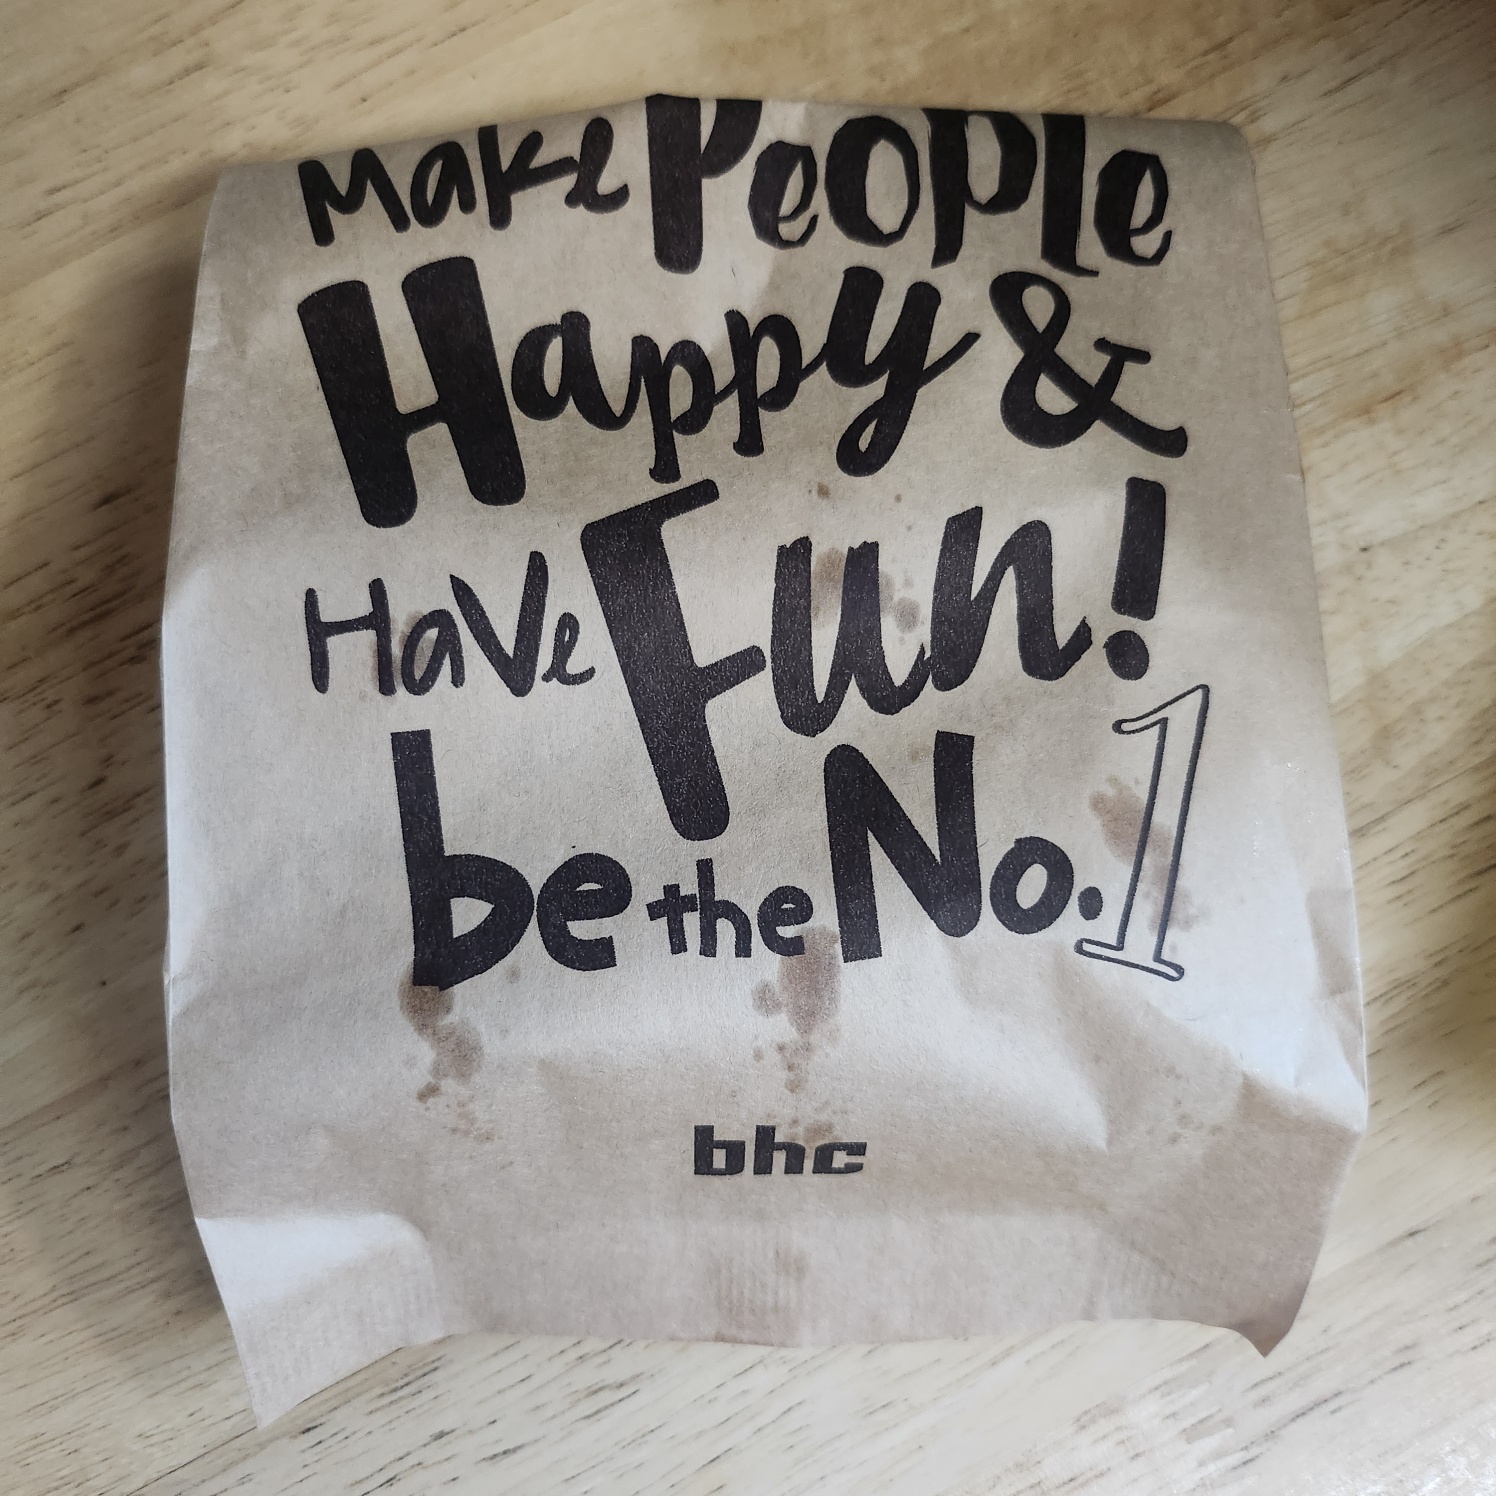 Make People
Happy &
Have Fun!
be the No.1
bhc